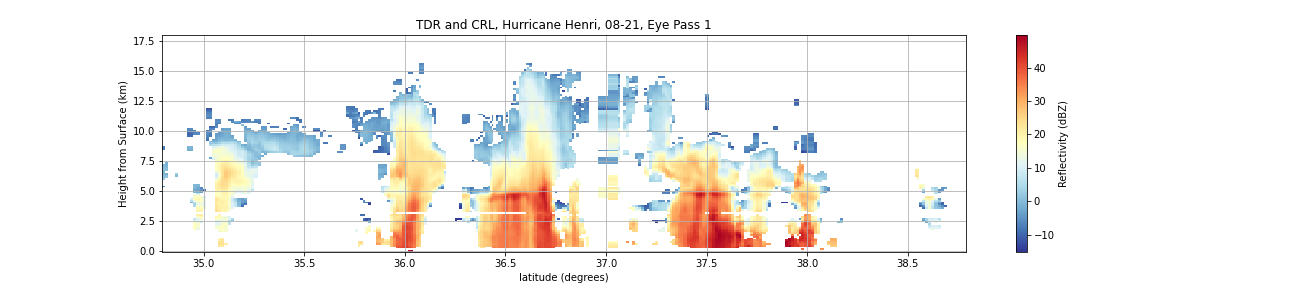 TDR and CRL, Hurricane Henri, 08-21, Eye Pass 1
17.5
15.0
12.5
10.0
7.5
5.0
2.5
0.0
Height from Surface (km)
35.0 35.5 36.0 36.5 37.0 37.5 38.0 38.5
latitude (degrees)
40
30
20
10
0
−10
Reflectivity (dBZ)